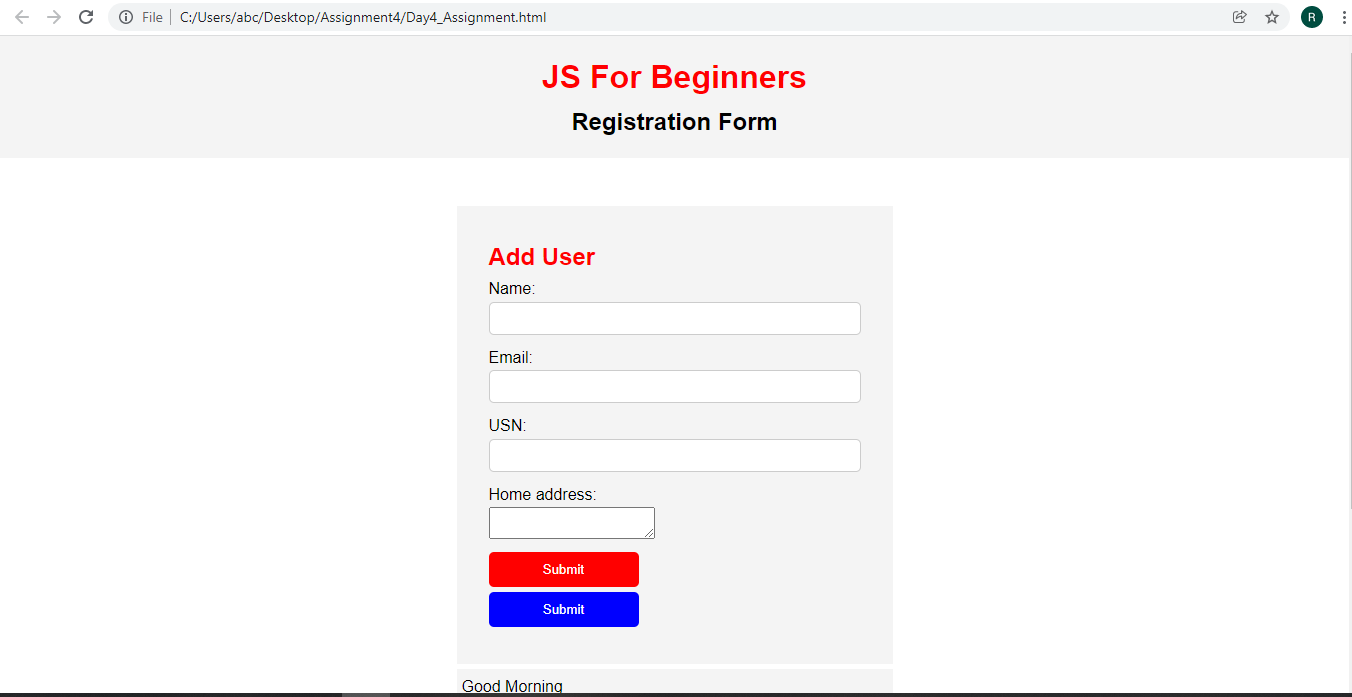 File C:/Users/abc/Desktop/Assignment4/Day4_Assignment.html
R
JS For Beginners
Registration Form
Add User
Name:
Email:
USN:
Home address:
Submit
Submit
Good Morning